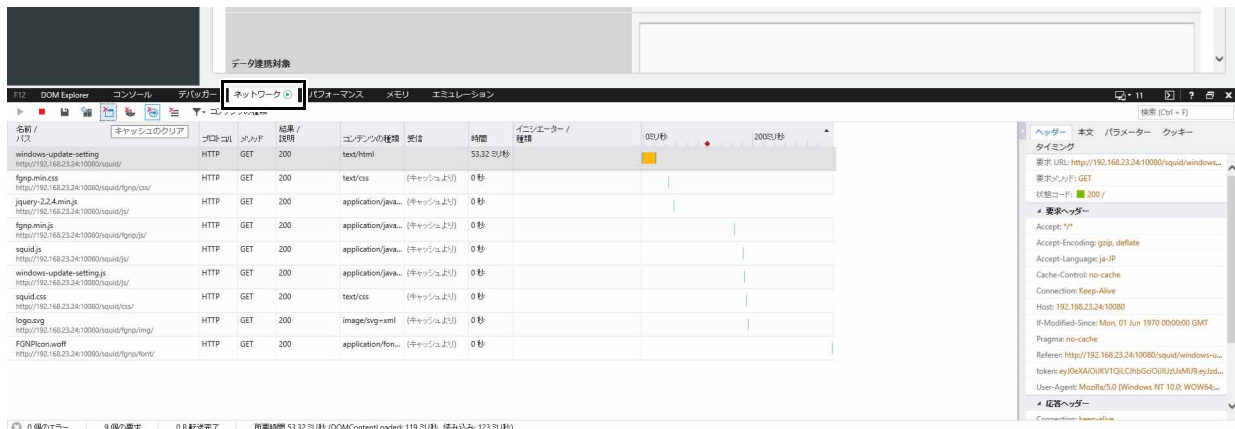 データ連携対象
F12 DOM Explorer コンソール デバッガー ネットワーク パフォーマンス メモリ エミュレーション 11 ? x
検索 (Ctrl + F)
キャッシュのクリア
名前 / パス プロトコル メソッド 結果 / 説明 コンテンツの種類 受信 時間 イニシエーター / 種類 0ミリ秒 200ミリ秒
windows-update-setting HTTP GET 200 text/html 53.32 ミリ秒
http://192.168.23.24:10080/squid/
fgnp.min.css HTTP GET 200 text/css (キャッシュより) 0 秒
http://192.168.23.24:10080/squid/fgnp/css/
jquery-2.2.4.min.js HTTP GET 200 application/java... (キャッシュより) 0 秒
http://192.168.23.24:10080/squid/js/
fgnp.min.js HTTP GET 200 application/java... (キャッシュより) 0 秒
http://192.168.23.24:10080/squid/fgnp/js/
squid.js HTTP GET 200 application/java... (キャッシュより) 0 秒
http://192.168.23.24:10080/squid/js/
windows-update-setting.js HTTP GET 200 application/java... (キャッシュより) 0 秒
http://192.168.23.24:10080/squid/js/
squid.css HTTP GET 200 text/css (キャッシュより) 0 秒
http://192.168.23.24:10080/squid/css/
logo.svg HTTP GET 200 image/svg+xml (キャッシュより) 0 秒
http://192.168.23.24:10080/squid/fgnp/img/
FGNPIcon.woff HTTP GET 200 application/fon... (キャッシュより) 0 秒
http://192.168.23.24:10080/squid/fgnp/font/
ヘッダー 本文 パラメーター クッキー
タイミング
要求 URL: http://192.168.23.24:10080/squid/windows...
要求メソッド: GET
状態コード: 200 /
要求ヘッダー
Accept: */*
Accept-Encoding: gzip, deflate
Accept-Language: ja-JP
Cache-Control: no-cache
Connection: Keep-Alive
Host: 192.168.23.24:10080
If-Modified-Since: Mon, 01 Jun 1970 00:00:00 GMT
Pragma: no-cache
Referer: http://192.168.23.24:10080/squid/windows-u...
User-Agent: Mozilla/5.0 (Windows NT 10.0; WOW64;...
応答ヘッダー
Connection: keep-alive
0 個のエラー 9 個の要求 0 B 転送完了 所要時間 53.32 ミリ秒 (DOMContentLoaded: 119 ミリ秒, 読み込み: 123 ミリ秒)